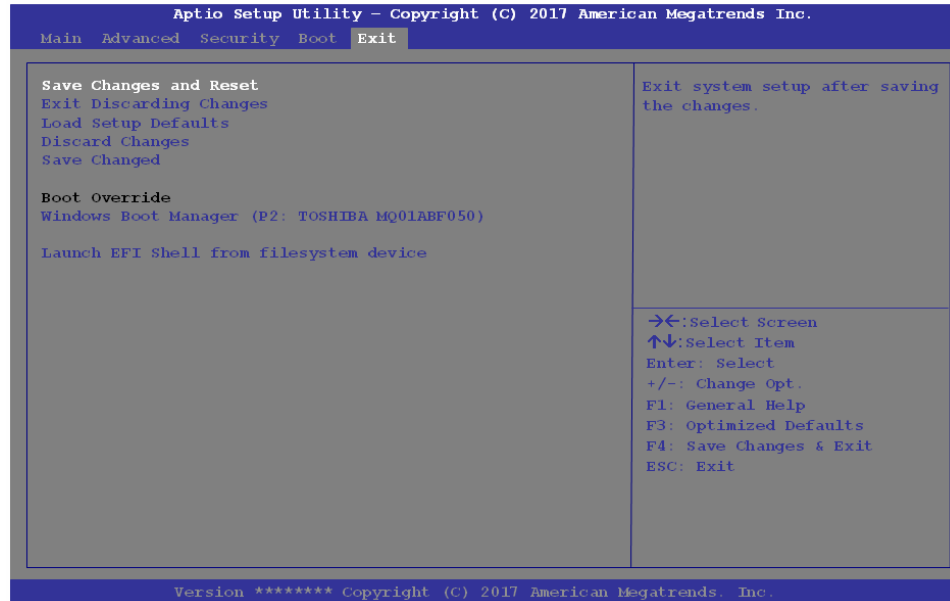 Aptio Setup Utility – Copyright (C) 2017 American Megatrends Inc.
Main Advanced Security Boot Exit
Save Changes and Reset
Exit Discarding Changes
Load Setup Defaults
Discard Changes
Save Changed
Boot Override
Windows Boot Manager (P2: TOSHIBA MQ01ABF050)
Launch EFI Shell from filesystem device
Exit system setup after saving
the changes.
→←:Select Screen
↑↓:Select Item
Enter: Select
+/-: Change Opt.
F1: General Help
F3: Optimized Defaults
F4: Save Changes & Exit
ESC: Exit
Version ******** Copyright (C) 2017 American Megatrends. Inc.